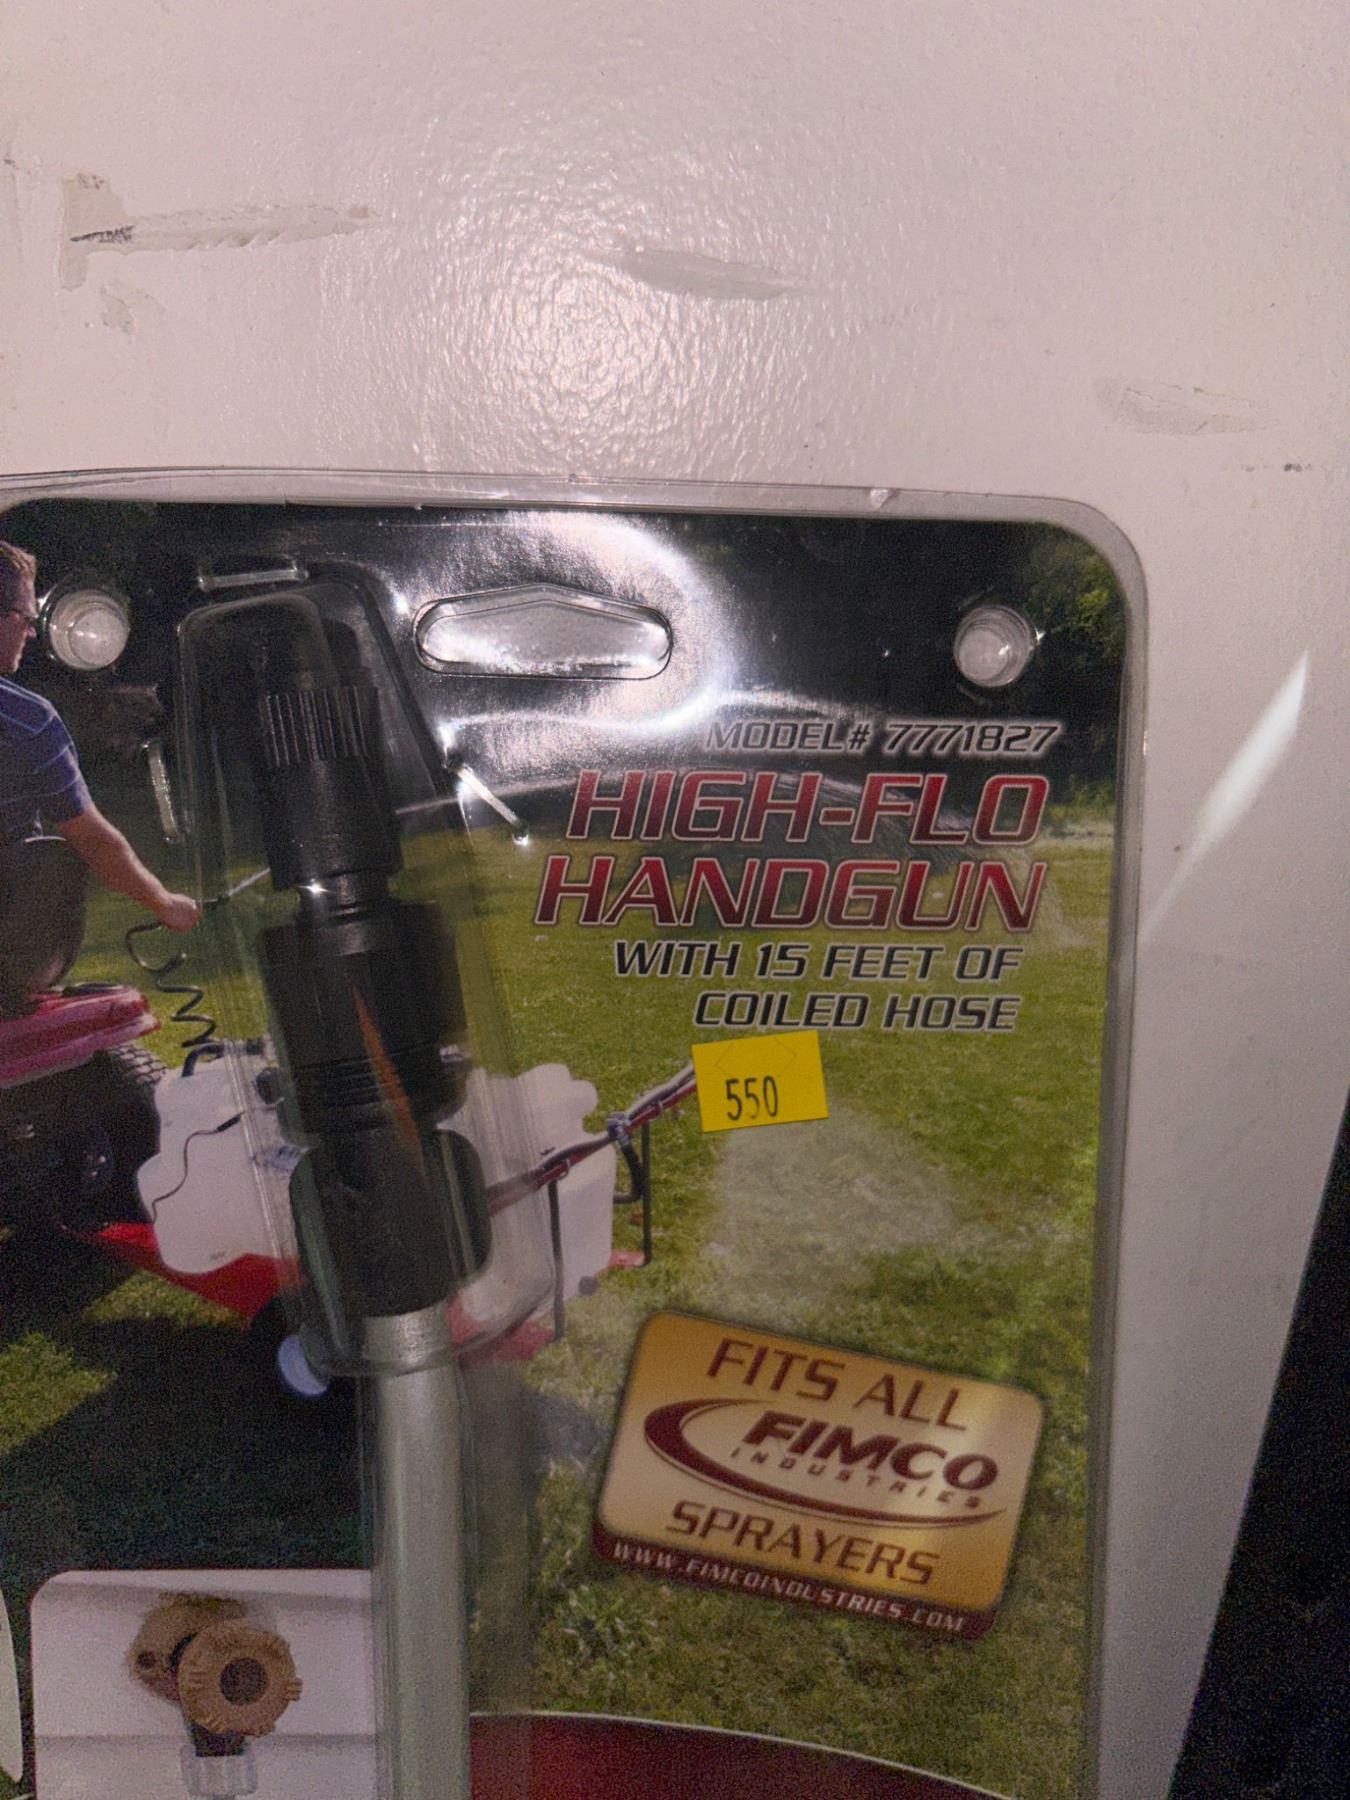 MODEL# 7771827
HIGH-FLO
HANDGUN
WITH 15 FEET OF
COILED HOSE
550
FITS ALL
FIMCO
INDUSTRIES
SPRAYERS
WWW.FIMCOINDUSTRIES.COM